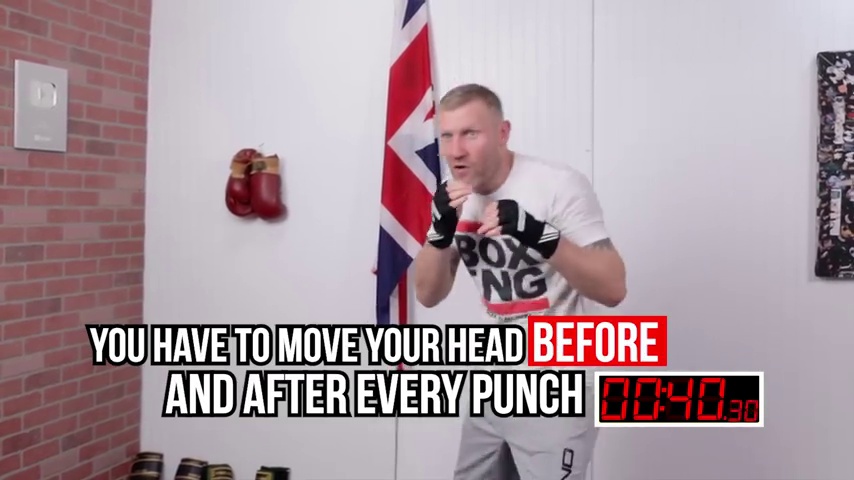 BOX
NG
YOU HAVE TO MOVE YOUR HEAD BEFORE
AND AFTER EVERY PUNCH
00:40.30